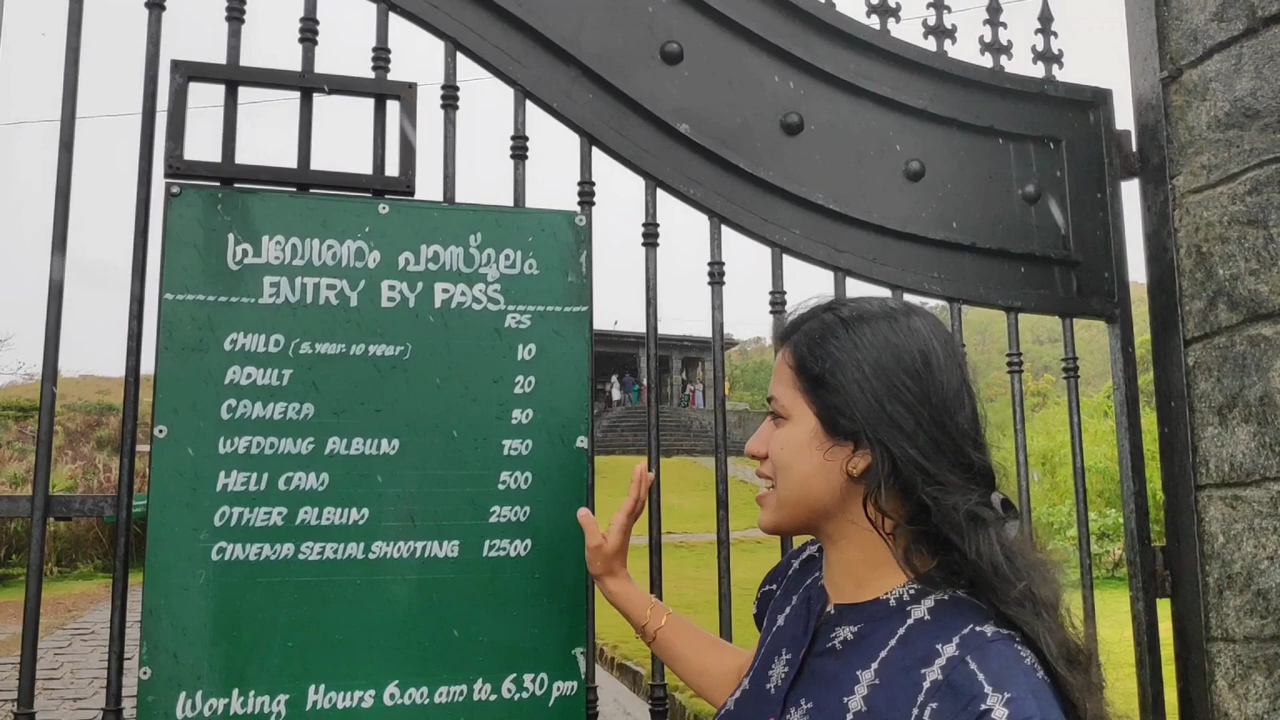 പ്രവേശനം പാസ്മൂലം
ENTRY BY PASS
RS
CHILD (5.year-10 year) 10
ADULT 20
CAMERA 50
WEDDING ALBUM 750
HELI CAM 500
OTHER ALBUM 2500
CINEMA SERIAL SHOOTING 12500
Working Hours 6.00.am to.6.30 pm